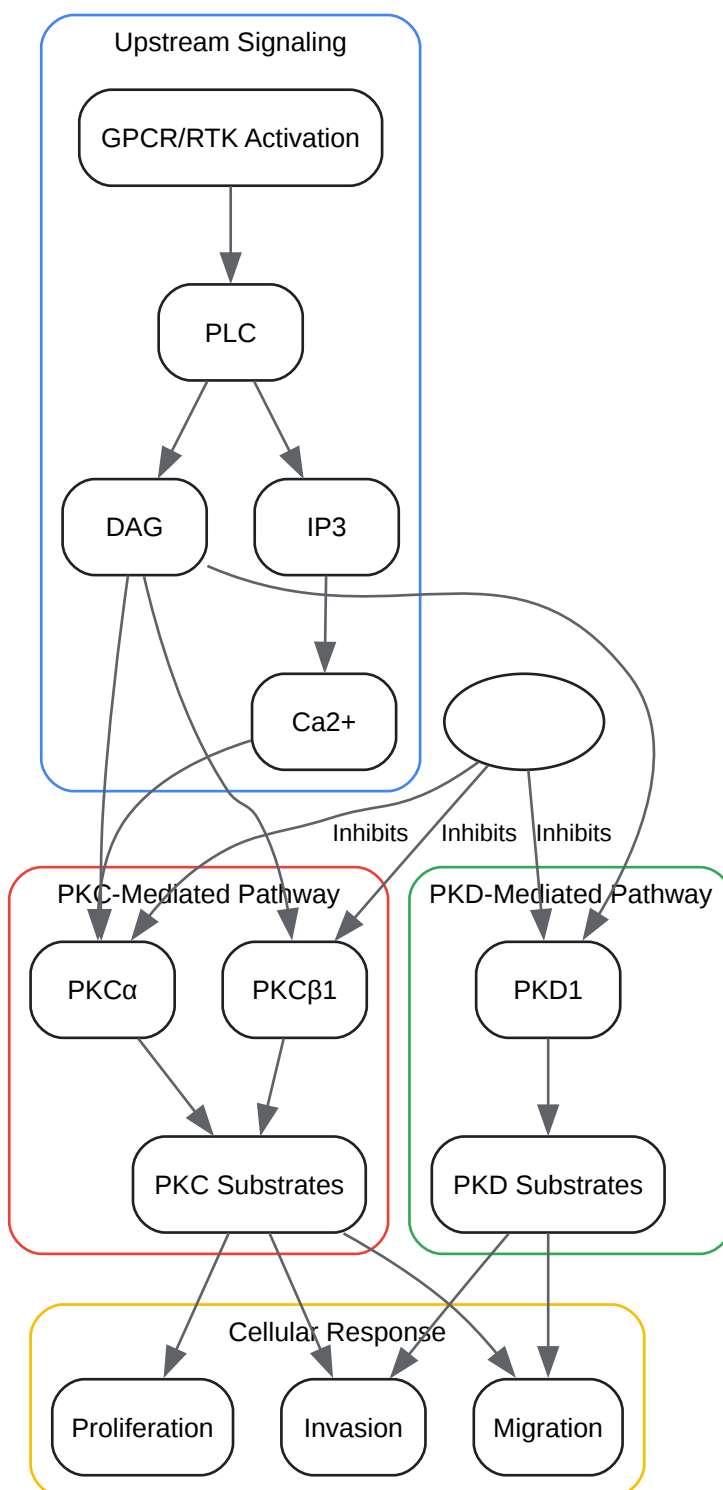 Upstream Signaling
GPCR/RTK Activation
PLC
DAG
IP3
Ca2+
Inhibits
Inhibits
Inhibits
PKC-Mediated Pathway
PKD-Mediated Pathway
PKCα
PKCβ1
PKD1
PKC Substrates
PKD Substrates
Cellular Response
Proliferation
Invasion
Migration